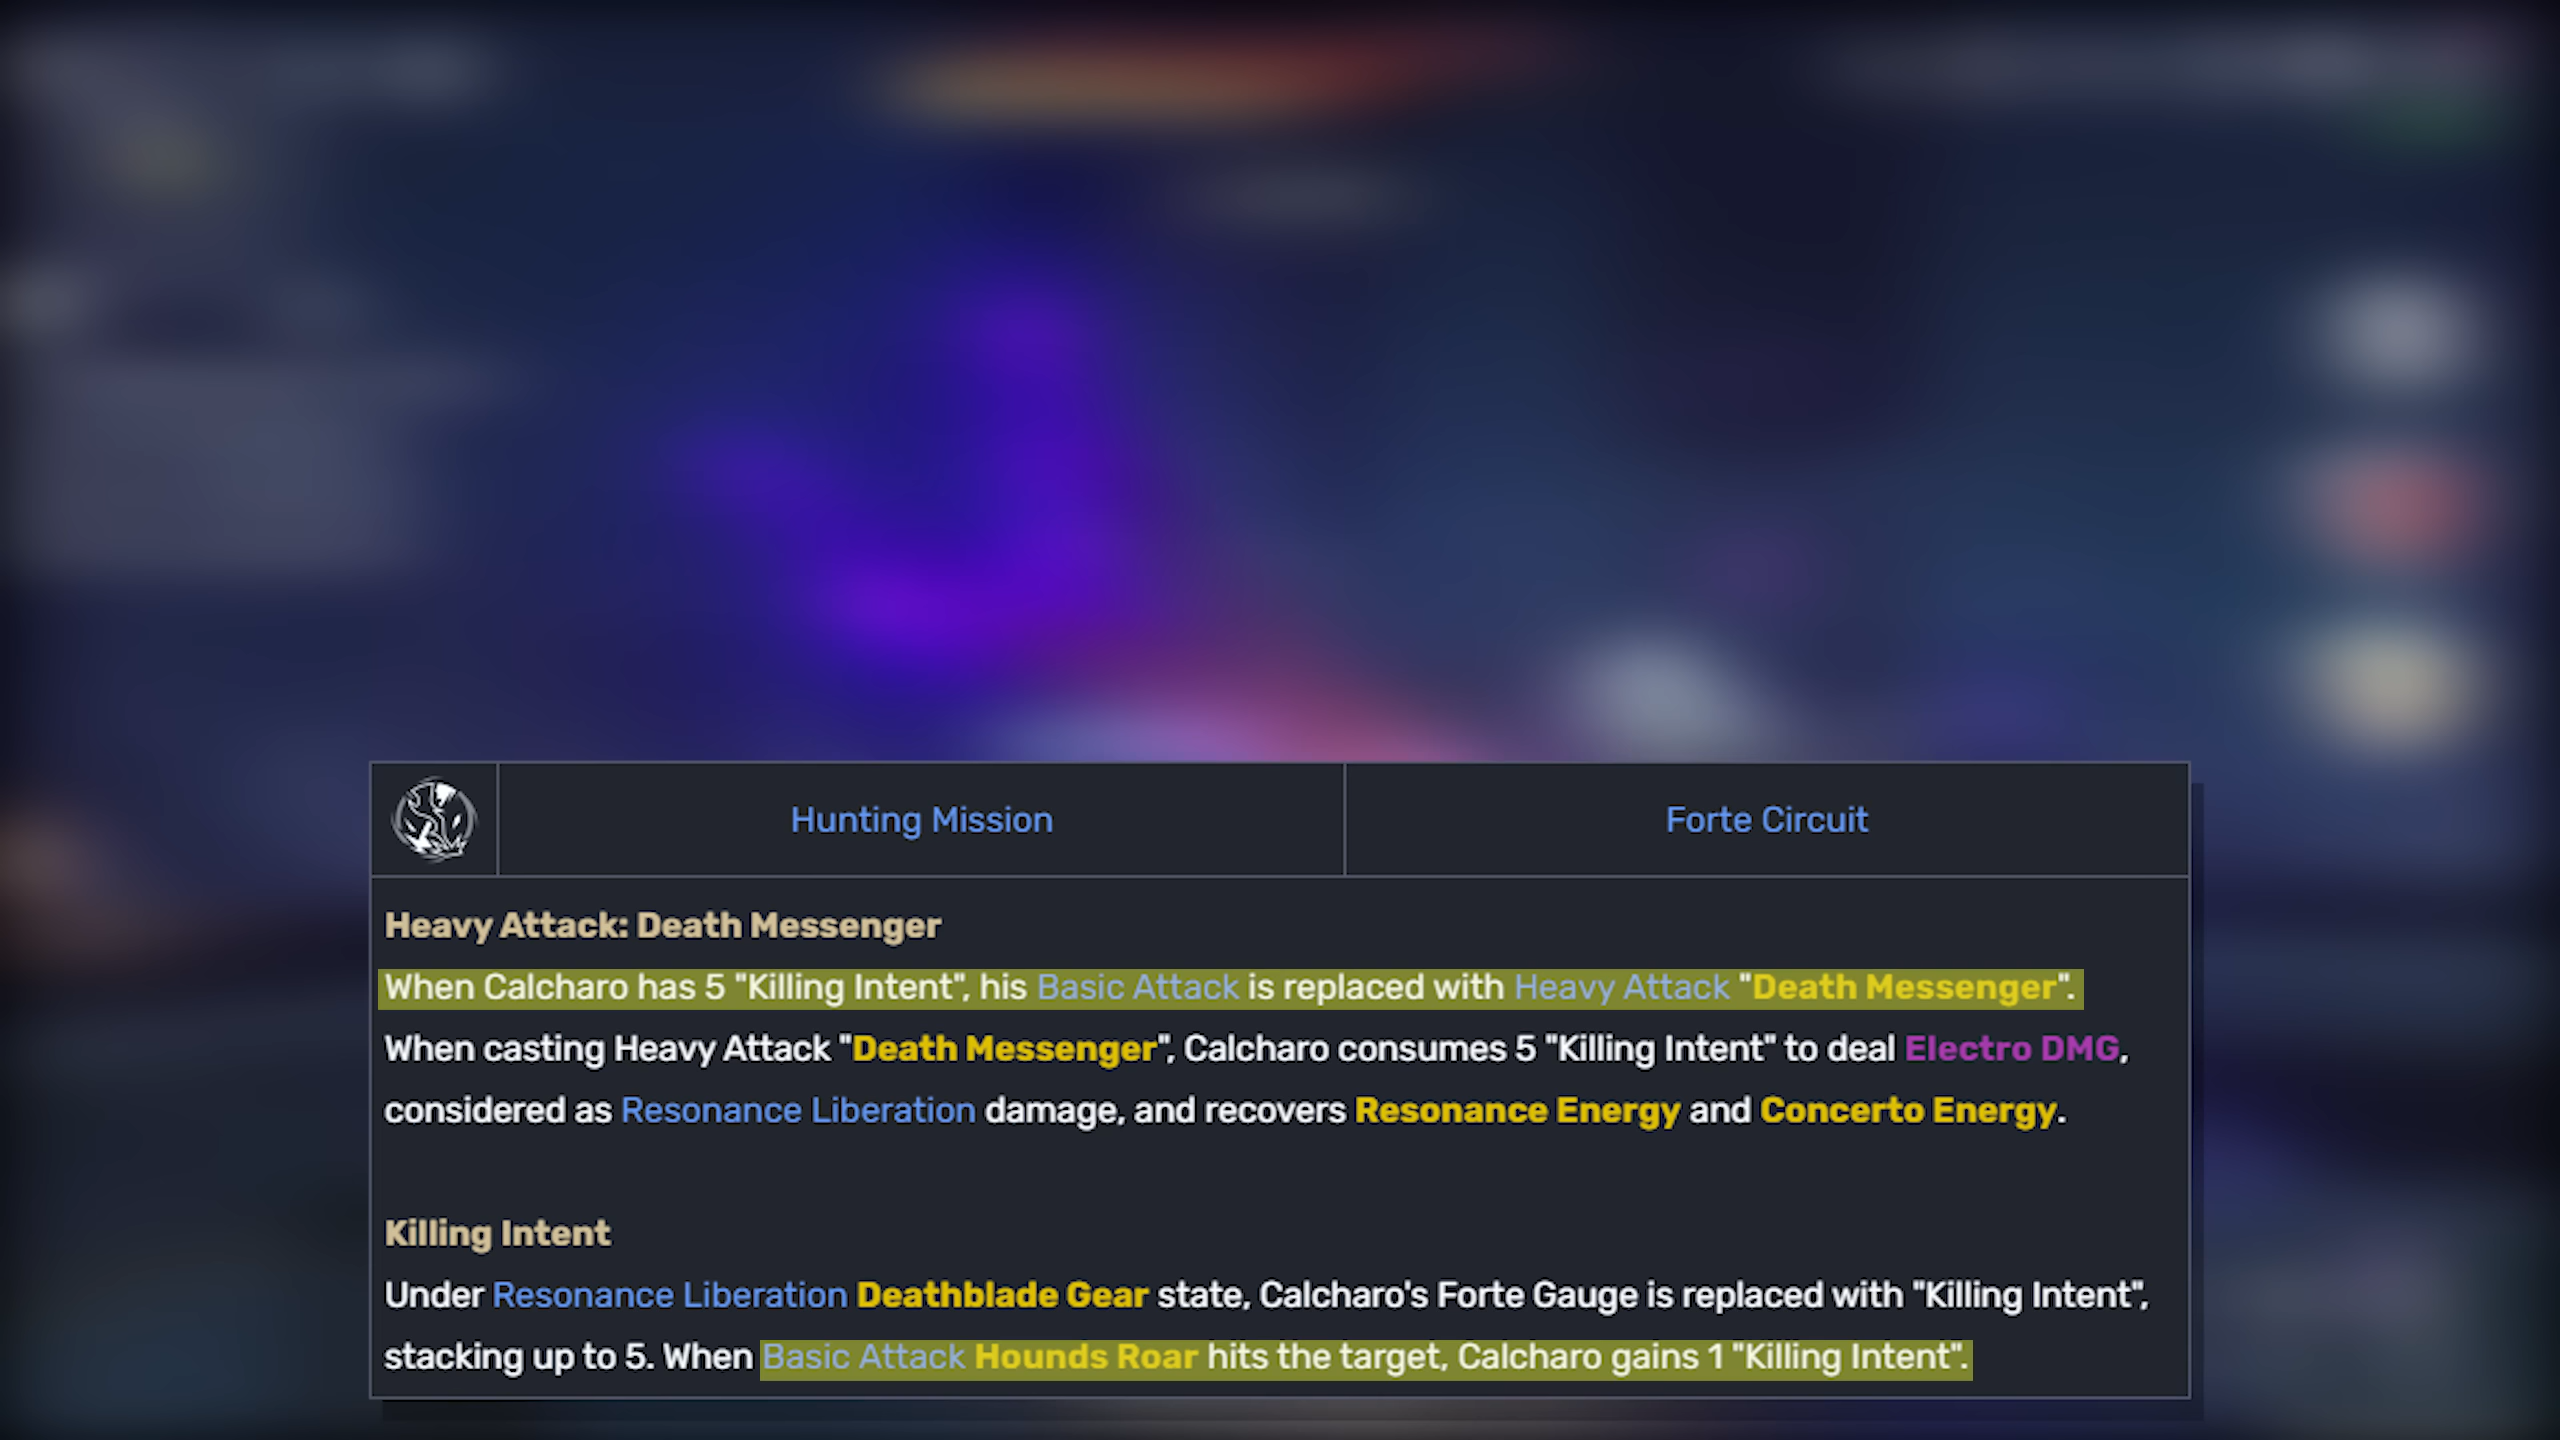 Hunting Mission
Forte Circuit
Heavy Attack: Death Messenger
When Calcharo has 5 "Killing Intent", his Basic Attack is replaced with Heavy Attack "Death Messenger".
When casting Heavy Attack "Death Messenger", Calcharo consumes 5 "Killing Intent" to deal Electro DMG,
considered as Resonance Liberation damage, and recovers Resonance Energy and Concerto Energy.
Killing Intent
Under Resonance Liberation Deathblade Gear state, Calcharo's Forte Gauge is replaced with "Killing Intent",
stacking up to 5. When Basic Attack Hounds Roar hits the target, Calcharo gains 1 "Killing Intent".